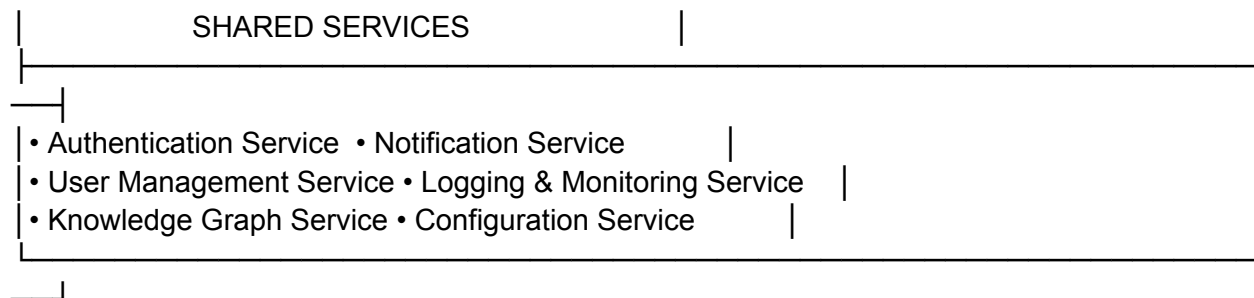 SHARED SERVICES
• Authentication Service • Notification Service
• User Management Service • Logging & Monitoring Service
• Knowledge Graph Service • Configuration Service